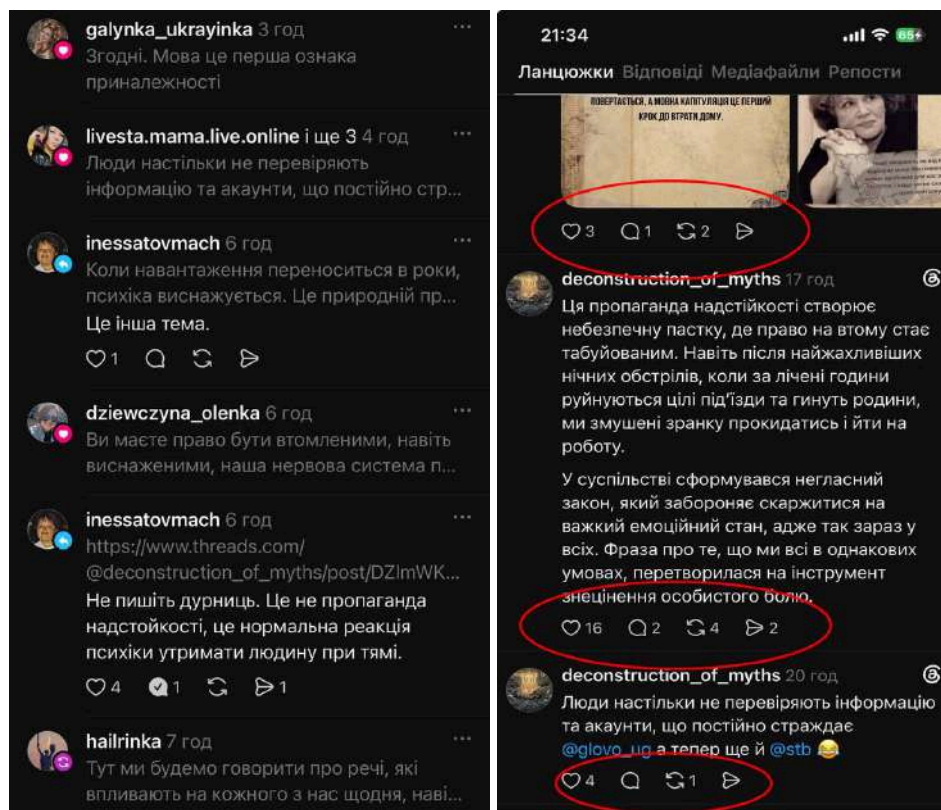 galynka_ukrayinka 3 год
Згодні. Мова це перша ознака
приналежності
livesta.mama.live.online і ще 3 4 год
Люди настільки не перевіряють
інформацію та акаунти, що постійно стр...
inessatovmach 6 год
Коли навантаження переноситься в роки,
психіка виснажується. Це природній пр...
Це інша тема.
1
dziewczyna_olenka 6 год
Ви маєте право бути втомленими, навіть
виснаженими, наша нервова система п...
inessatovmach 6 год
https://www.threads.com/
@deconstruction_of_myths/post/DZImWK...
Не пишіть дурниць. Це не пропаганда
надстойкості, це нормальна реакція
психіки утримати людину при тямі.
4 1 1
hailrinka 7 год
Тут ми будемо говорити про речі, які
впливають на кожного з нас щодня, наві...
21:34
65
Ланцюжки Відповіді Медіафайли Репости
ПОВЕРТАЄТЬСЯ, А МОВНА КАПІТУЛЯЦІЯ ЦЕ ПЕРШИЙ
КРОК ДО ВТРАТИ ДОМУ.
3 1 2
deconstruction_of_myths 17 год
Ця пропаганда надстійкості створює
небезпечну пастку, де право на втому стає
табуйованим. Навіть після найжахливіших
нічних обстрілів, коли за лічені години
руйнуються цілі під'їзди та гинуть родини,
ми змушені зранку прокидатись і йти на
роботу.
У суспільстві сформувався негласний
закон, який забороняє скаржитися на
важкий емоційний стан, адже так зараз у
всіх. Фраза про те, що ми всі в однакових
умовах, перетворилася на інструмент
знецінення особистого болю.
16 2 4 2
deconstruction_of_myths 20 год
Люди настільки не перевіряють інформацію
та акаунти, що постійно страждає
@glovo_ug а тепер ще й @stb 😂
4 1